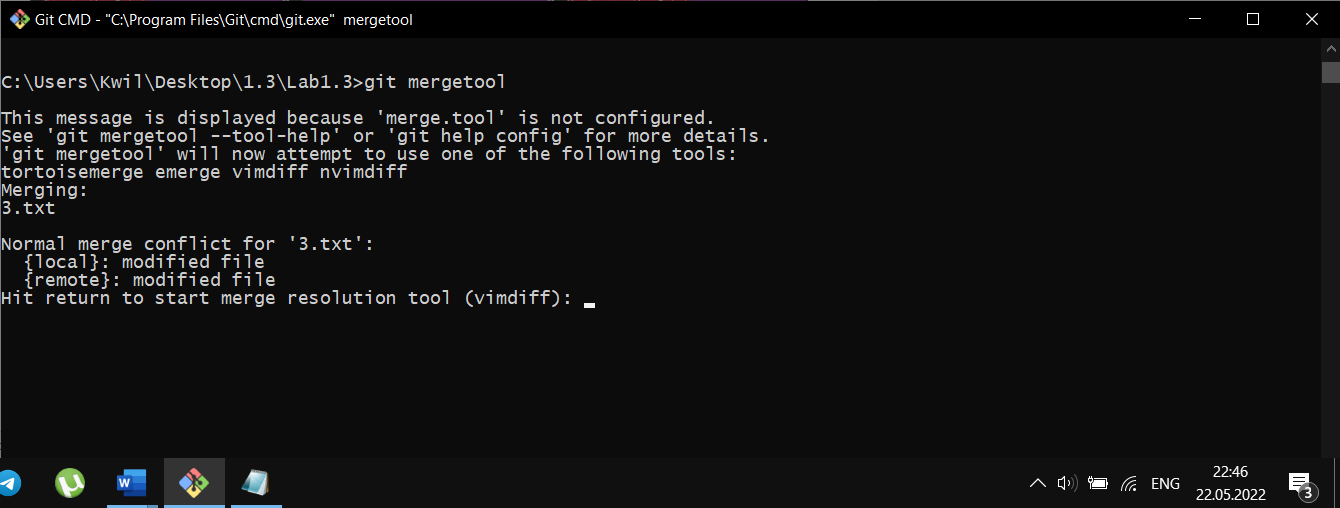 Git CMD - "C:\Program Files\Git\cmd\git.exe"  mergetool
C:\Users\Kwil\Desktop\1.3\Lab1.3>git mergetool
This message is displayed because 'merge.tool' is not configured.
See 'git mergetool --tool-help' or 'git help config' for more details.
'git mergetool' will now attempt to use one of the following tools:
tortoisemerge emerge vimdiff nvimdiff
Merging:
3.txt
Normal merge conflict for '3.txt':
  {local}: modified file
  {remote}: modified file
Hit return to start merge resolution tool (vimdiff):
W
ENG
22:46
22.05.2022
3